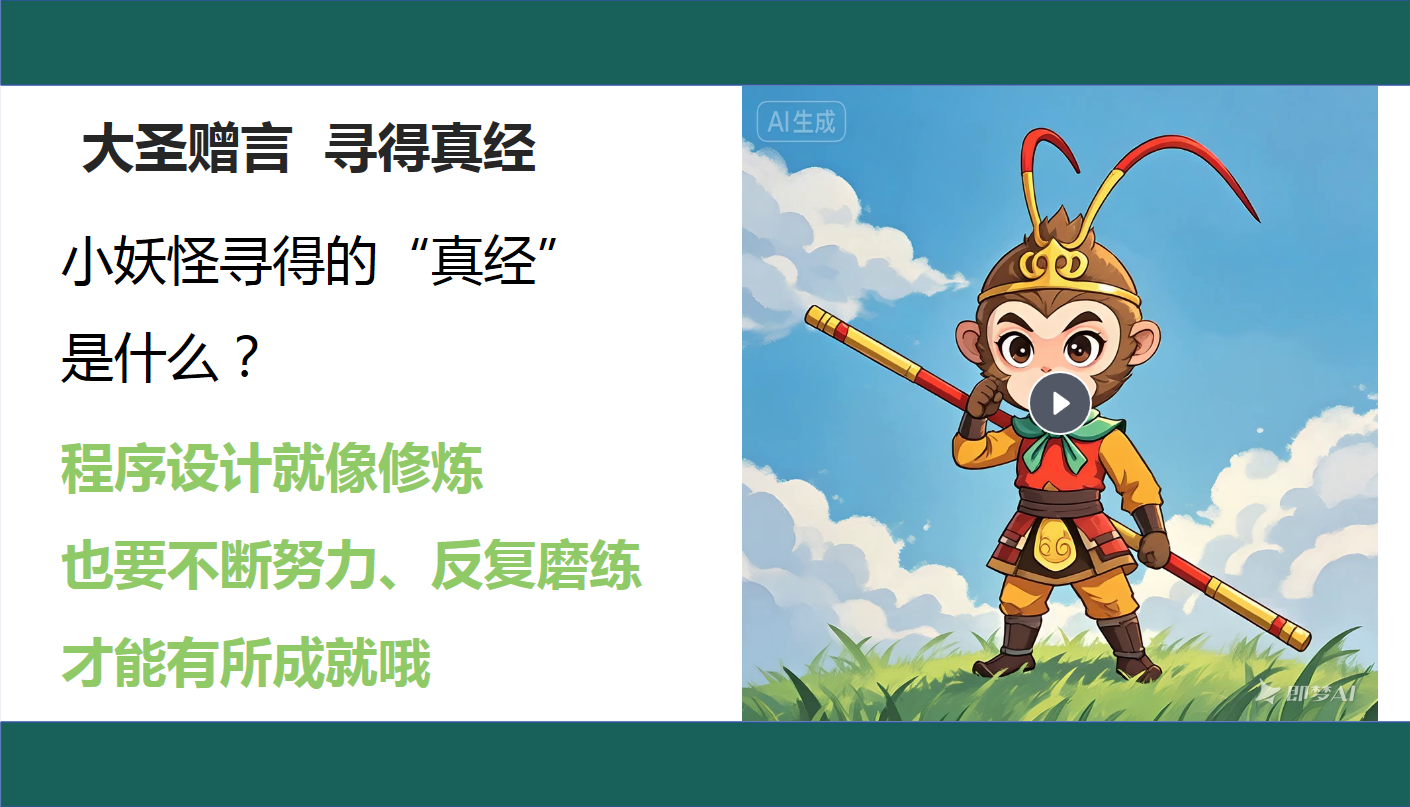 大圣赠言 寻得真经
小妖怪寻得的“真经”
是什么？
程序设计就像修炼
也要不断努力、反复磨练
才能有所成就哦
AI生成
即梦AI